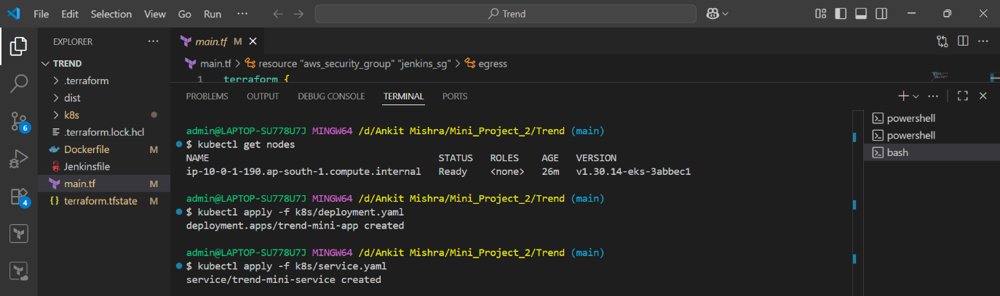 File Edit Selection View Go Run ··· Trend
EXPLORER ···
TREND
.terraform
dist
k8s
.terraform.lock.hcl
Dockerfile M
Jenkinsfile
main.tf M
terraform.tfstate M
6
4
main.tf M
main.tf > resource "aws_security_group" "jenkins_sg" > egress
1 terraform {
PROBLEMS OUTPUT DEBUG CONSOLE TERMINAL PORTS
admin@LAPTOP-SU778U7J MINGW64 /d/Ankit Mishra/Mini_Project_2/Trend (main)
$ kubectl get nodes
NAME STATUS ROLES AGE VERSION
ip-10-0-1-190.ap-south-1.compute.internal Ready <none> 26m v1.30.14-eks-3abbec1
admin@LAPTOP-SU778U7J MINGW64 /d/Ankit Mishra/Mini_Project_2/Trend (main)
$ kubectl apply -f k8s/deployment.yaml
deployment.apps/trend-mini-app created
admin@LAPTOP-SU778U7J MINGW64 /d/Ankit Mishra/Mini_Project_2/Trend (main)
$ kubectl apply -f k8s/service.yaml
service/trend-mini-service created
powershell
powershell
bash